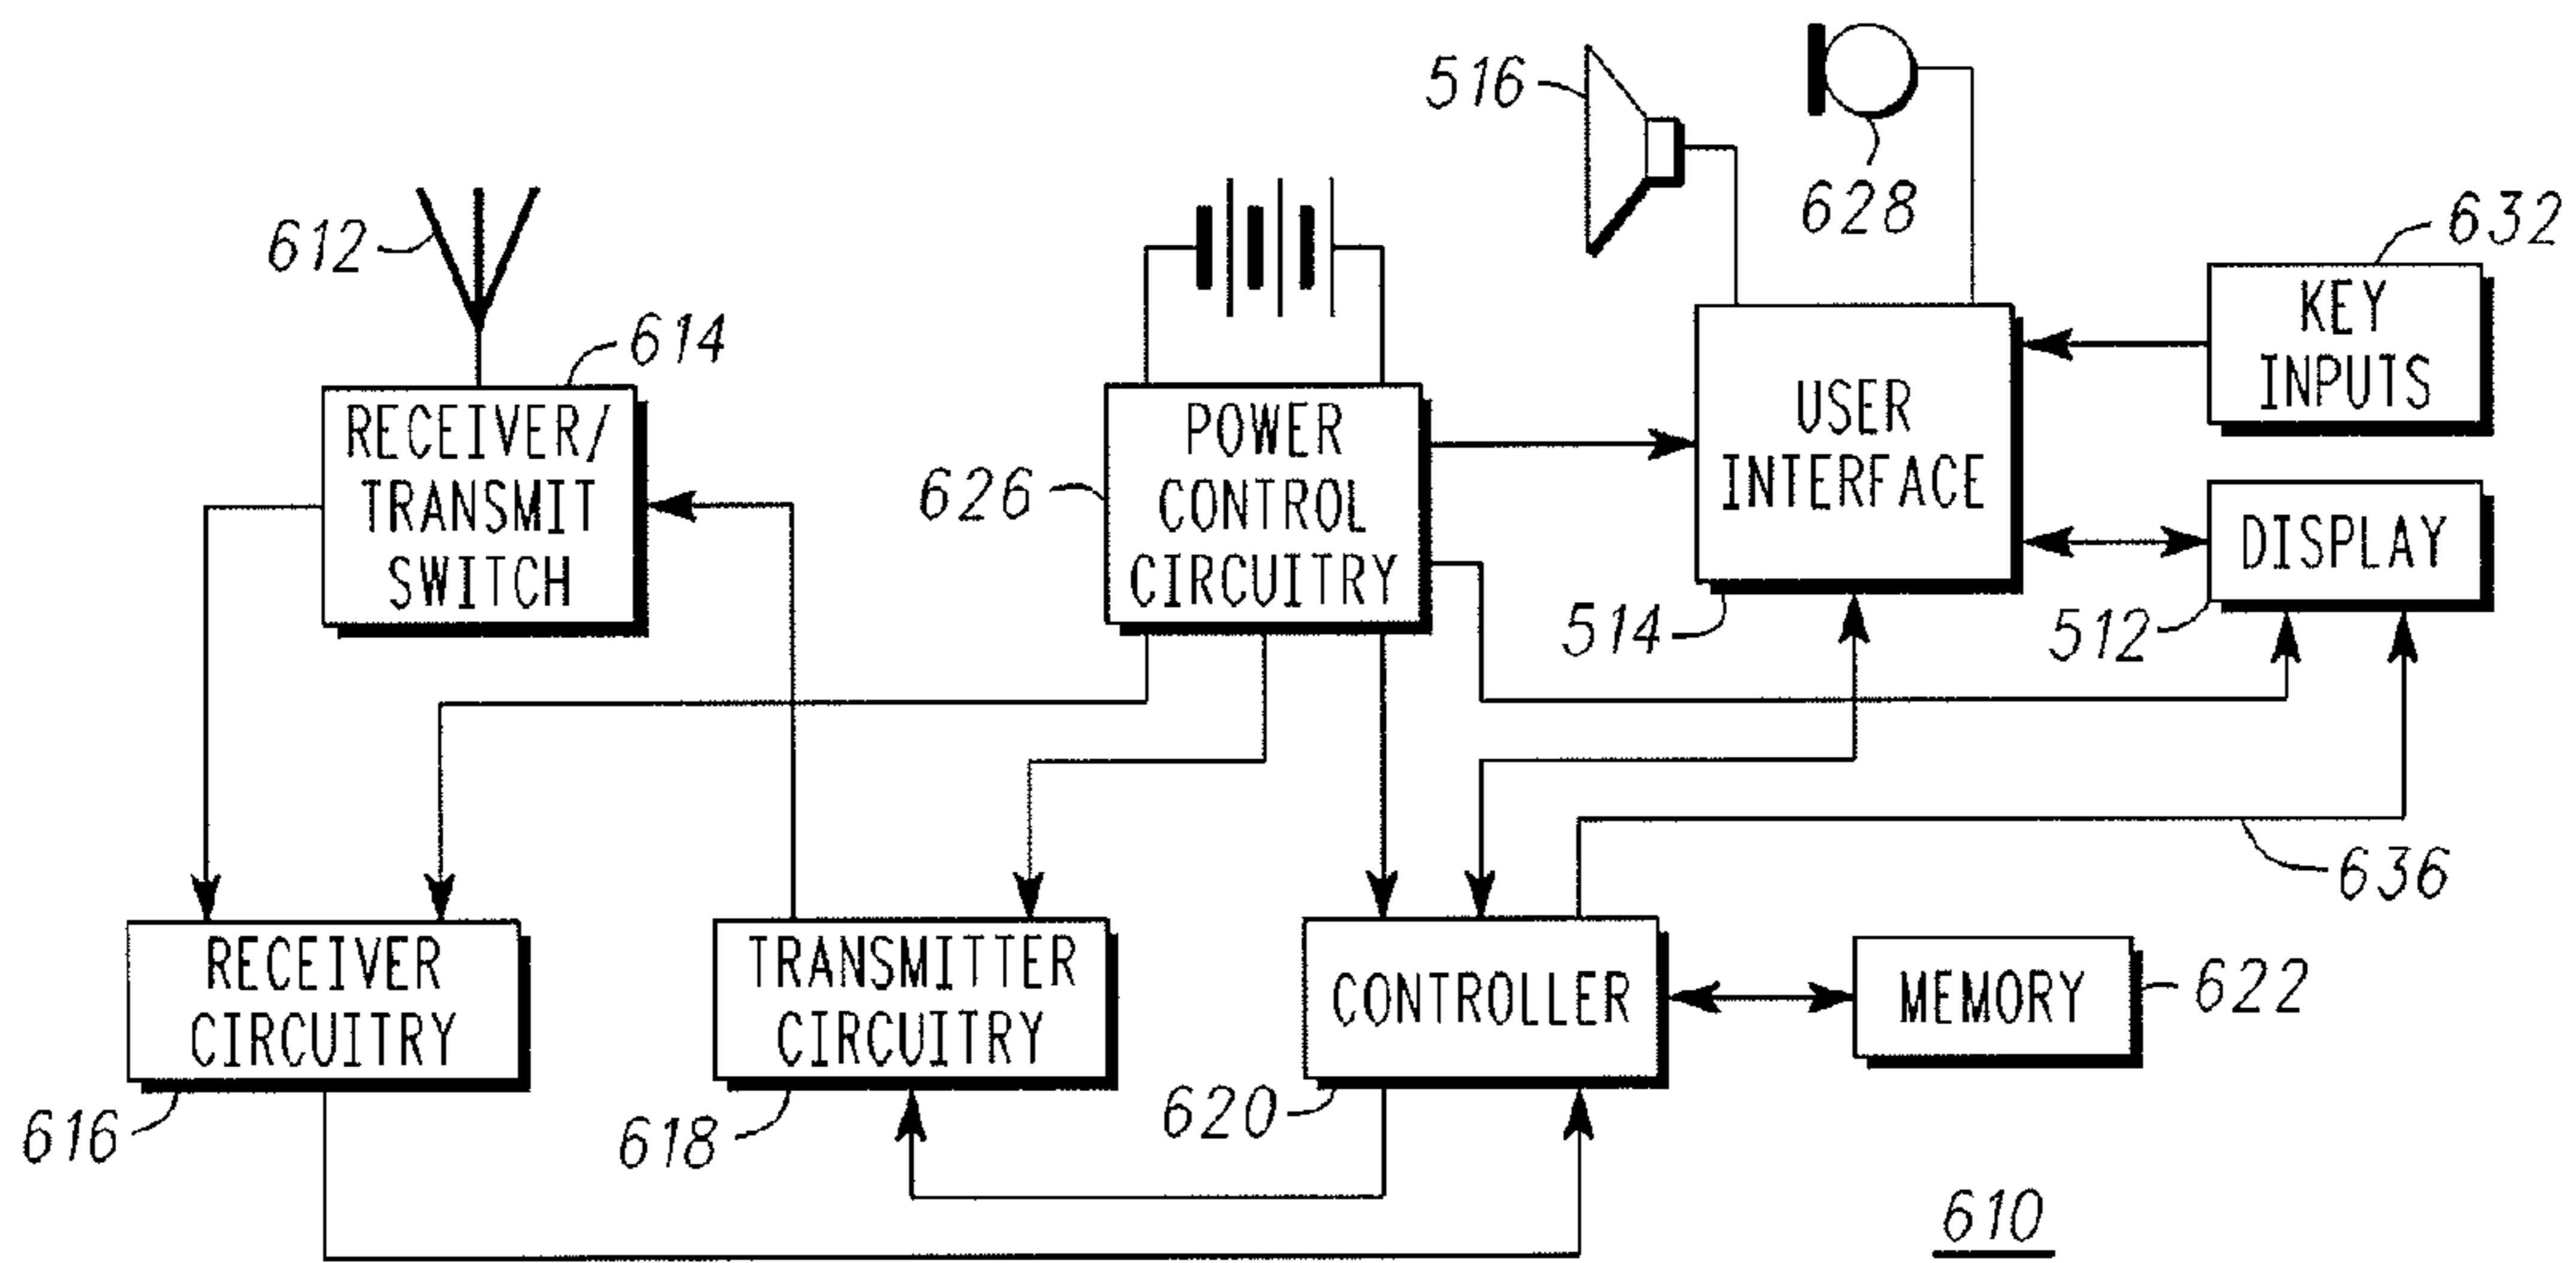 516
628
612
632
KEY
INPUTS
614
RECEIVER/
TRANSMIT
SWITCH
626
POWER
CONTROL
CIRCUITRY
USER
INTERFACE
514
DISPLAY
512
636
RECEIVER
CIRCUITRY
616
TRANSMITTER
CIRCUITRY
618
CONTROLLER
620
MEMORY
622
610